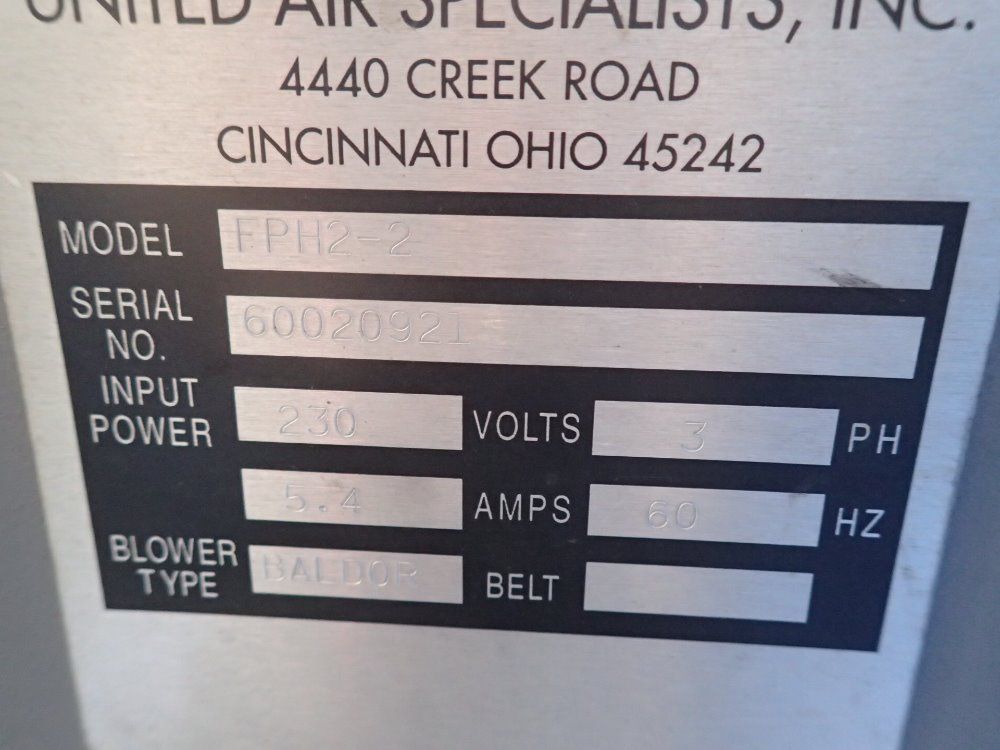 UNITED AIR SPECIALISTS, INC.
4440 CREEK ROAD
CINCINNATI OHIO 45242
MODEL FPH2-2
SERIAL NO. 60020921
INPUT POWER 230 VOLTS 3 PH
5.4 AMPS 60 HZ
BLOWER TYPE BALDOR BELT